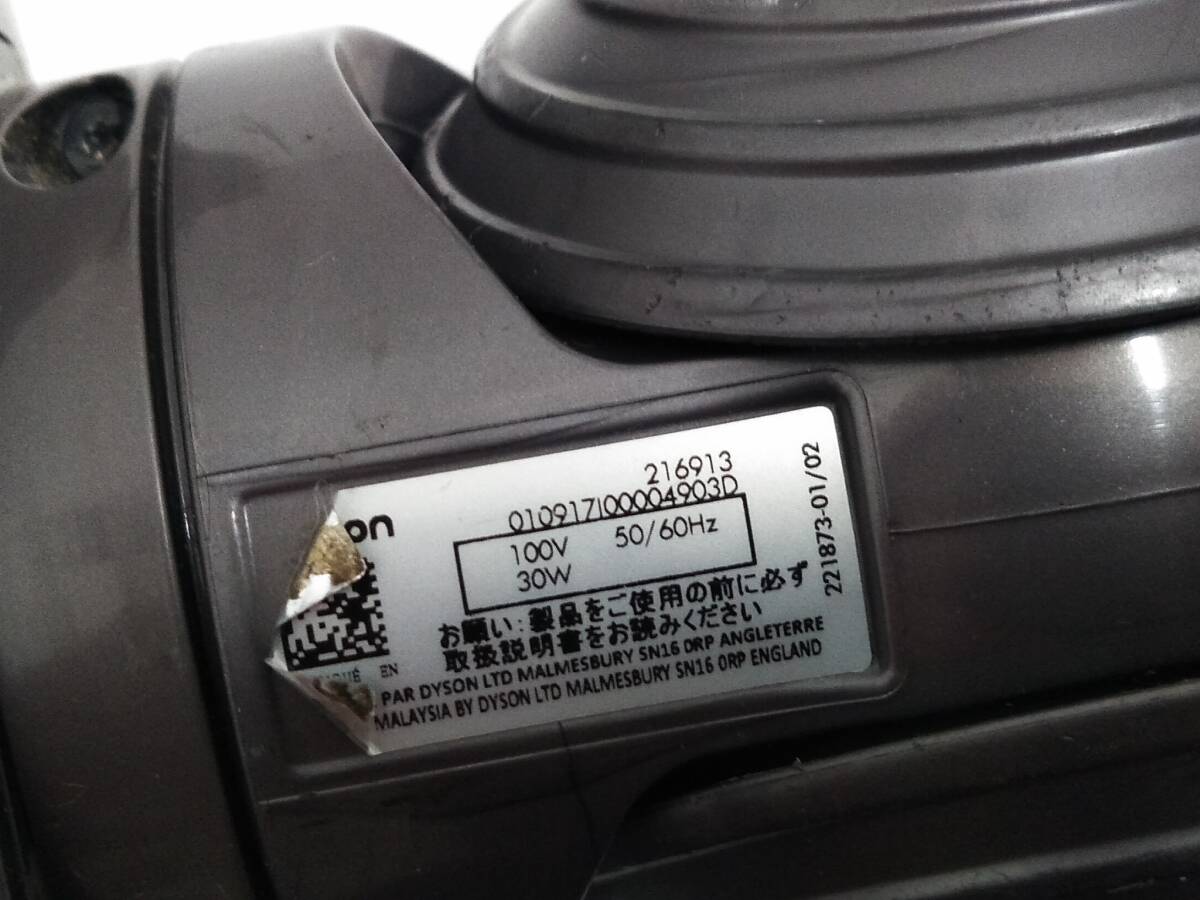 on
216913
010917J00004903D
100V 50/60Hz
30W
お願い:製品をご使用の前に必ず
取扱説明書をお読みください
EN
PAR DYSON LTD MALMESBURY SN16 0RP ANGLETERRE
MALAYSIA BY DYSON LTD MALMESBURY SN16 0RP ENGLAND
221873-01/02